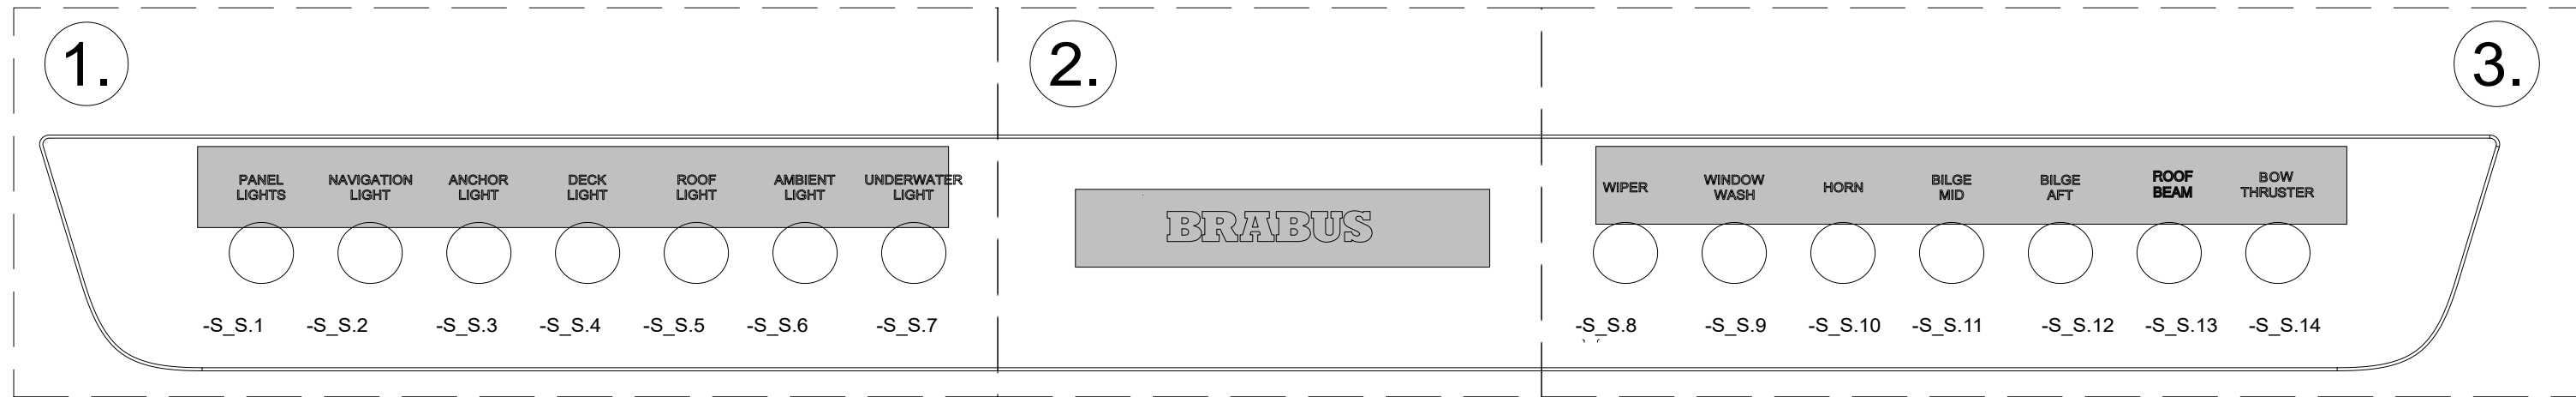 1.
2.
3.
PANEL
LIGHTS
NAVIGATION
LIGHT
ANCHOR
LIGHT
DECK
LIGHT
ROOF
LIGHT
AMBIENT
LIGHT
UNDERWATER
LIGHT
BRABUS
WIPER
WINDOW
WASH
HORN
BILGE
MID
BILGE
AFT
ROOF
BEAM
BOW
THRUSTER
-S_S.1
-S_S.2
-S_S.3
-S_S.4
-S_S.5
-S_S.6
-S_S.7
-S_S.8
-S_S.9
-S_S.10
-S_S.11
-S_S.12
-S_S.13
-S_S.14